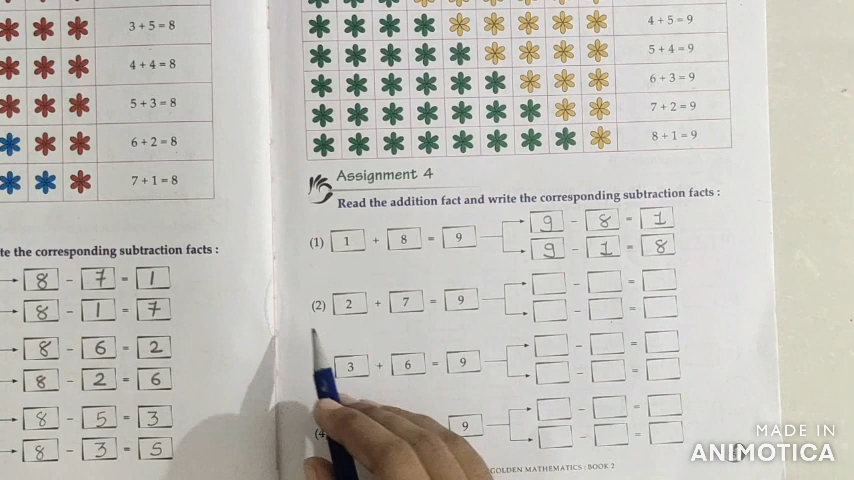 3 + 5 = 8
4 + 4 = 8
5 + 3 = 8
6 + 2 = 8
7 + 1 = 8
te the corresponding subtraction facts :
8 - 7 = 1
8 - 1 = 7
8 - 6 = 2
8 - 2 = 6
8 - 5 = 3
8 - 3 = 5
4 + 5 = 9
5 + 4 = 9
6 + 3 = 9
7 + 2 = 9
8 + 1 = 9
Assignment 4
Read the addition fact and write the corresponding subtraction facts :
(1) 1 + 8 = 9
9 - 8 = 1
9 - 1 = 8
(2) 2 + 7 = 9
- =
- =
3 + 6 = 9
- =
- =
(4 9
- =
- =
GOLDEN MATHEMATICS : BOOK 2
MADE IN
ANIMOTICA